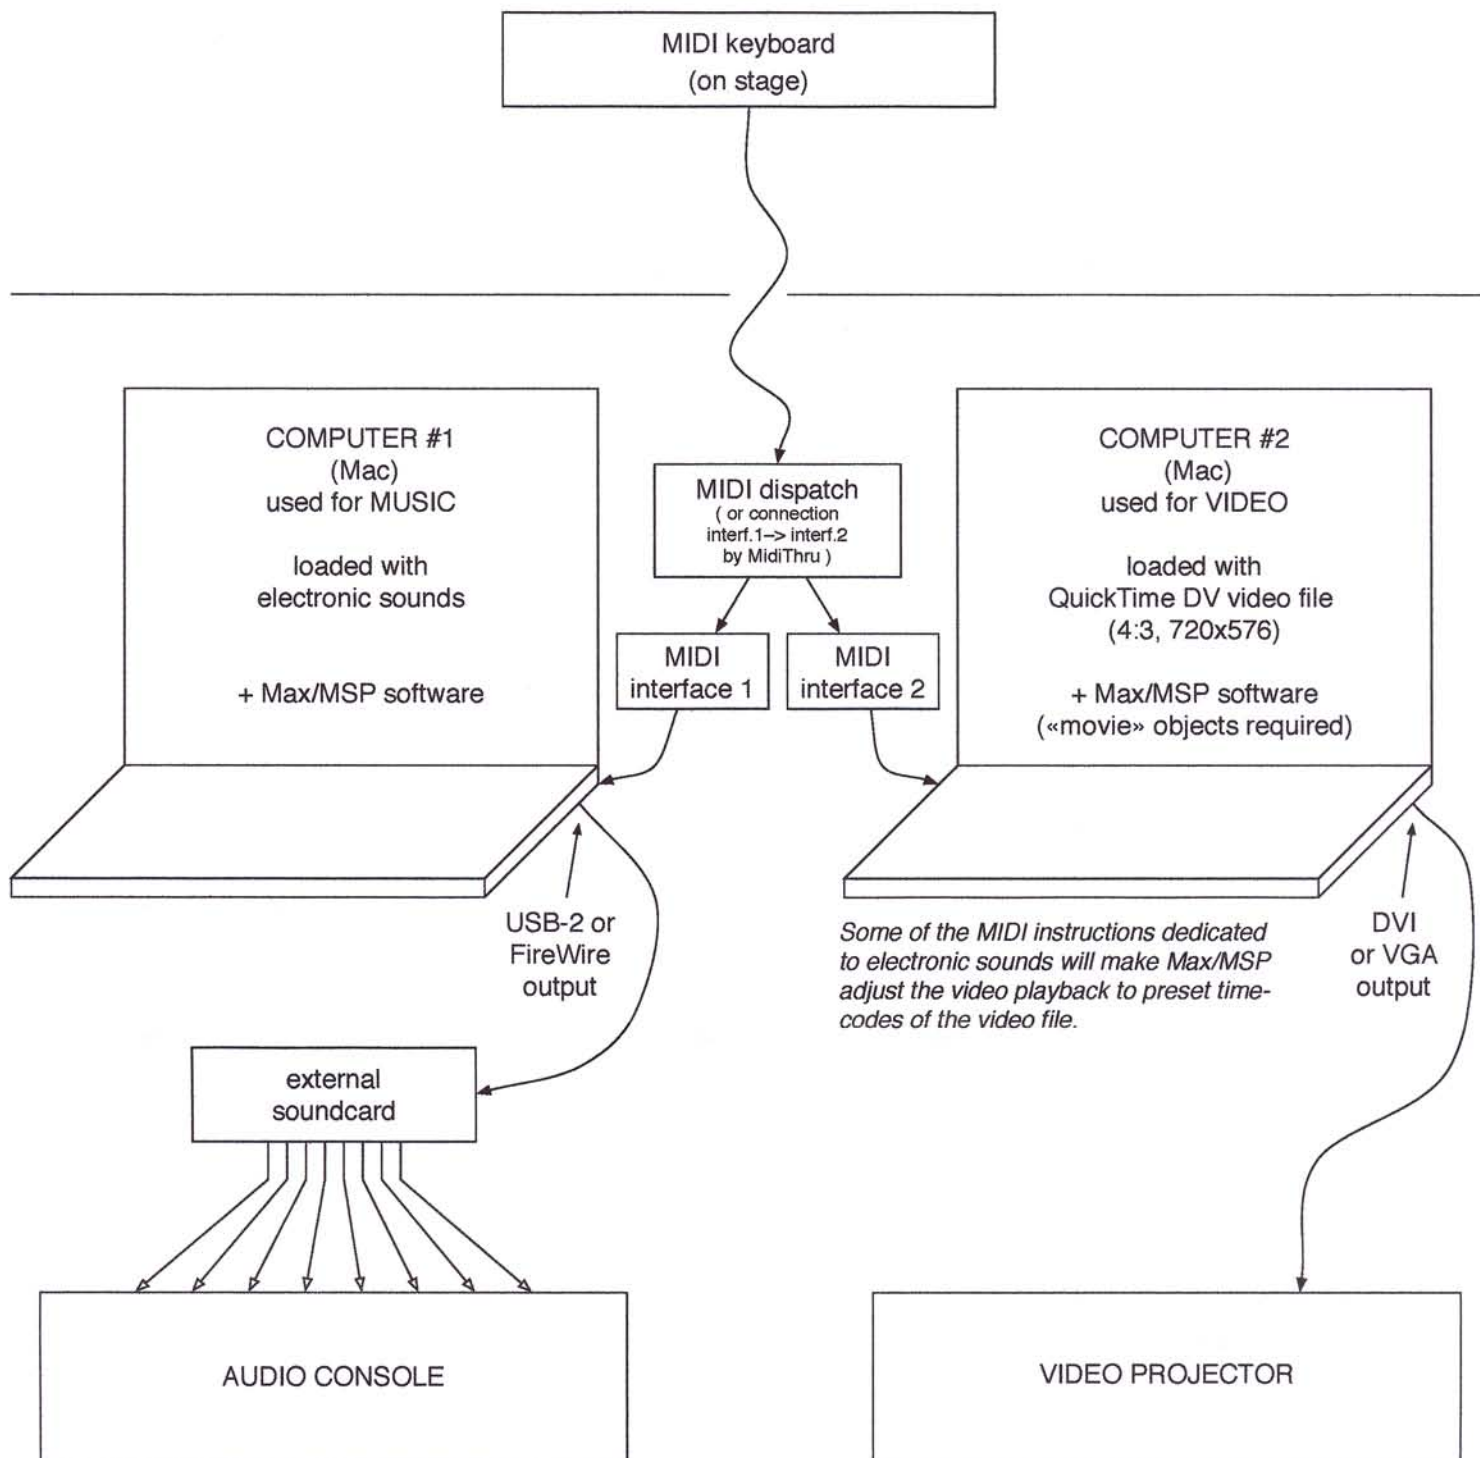 MIDI keyboard
(on stage)
COMPUTER #1
(Mac)
used for MUSIC
loaded with
electronic sounds
+ Max/MSP software
MIDI dispatch
( or connection
interf.1–> interf.2
by MidiThru )
MIDI
interface 1
MIDI
interface 2
COMPUTER #2
(Mac)
used for VIDEO
loaded with
QuickTime DV video file
(4:3, 720x576)
+ Max/MSP software
(«movie» objects required)
USB-2 or
FireWire
output
Some of the MIDI instructions dedicated
to electronic sounds will make Max/MSP
adjust the video playback to preset time-
codes of the video file.
DVI
or VGA
output
external
soundcard
AUDIO CONSOLE
VIDEO PROJECTOR